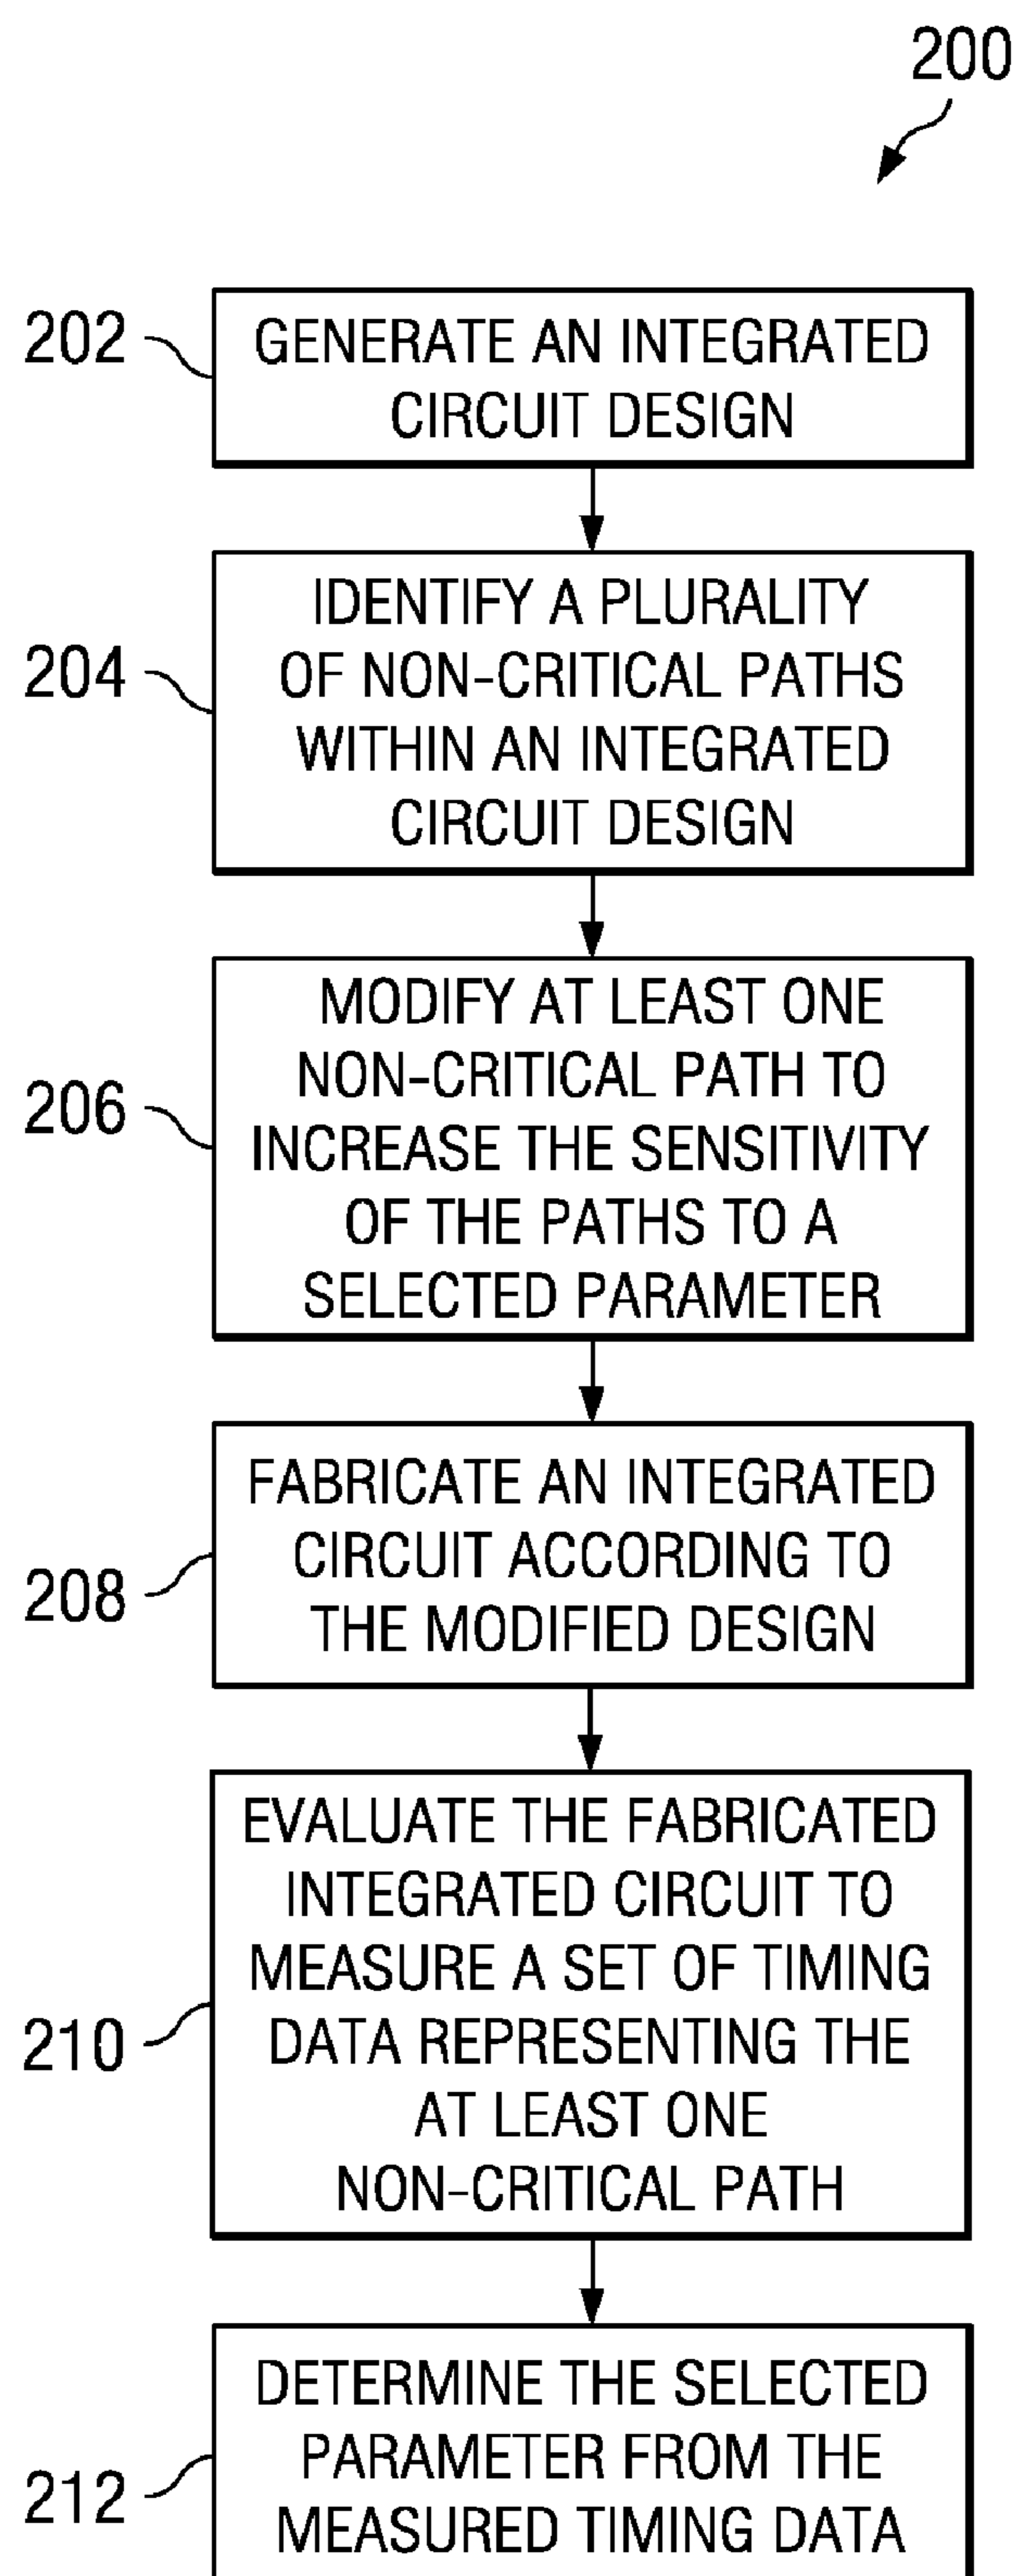 200
202
GENERATE AN INTEGRATED
CIRCUIT DESIGN
204
IDENTIFY A PLURALITY
OF NON-CRITICAL PATHS
WITHIN AN INTEGRATED
CIRCUIT DESIGN
206
MODIFY AT LEAST ONE
NON-CRITICAL PATH TO
INCREASE THE SENSITIVITY
OF THE PATHS TO A
SELECTED PARAMETER
208
FABRICATE AN INTEGRATED
CIRCUIT ACCORDING TO
THE MODIFIED DESIGN
210
EVALUATE THE FABRICATED
INTEGRATED CIRCUIT TO
MEASURE A SET OF TIMING
DATA REPRESENTING THE
AT LEAST ONE
NON-CRITICAL PATH
212
DETERMINE THE SELECTED
PARAMETER FROM THE
MEASURED TIMING DATA